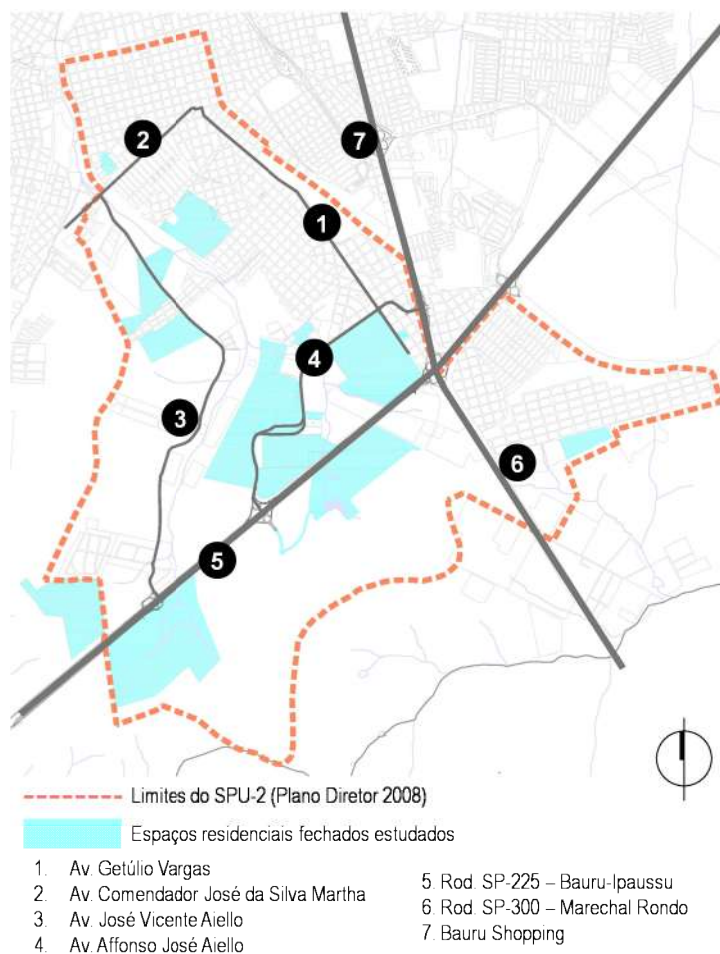 2
7
1
4
3
6
5
Limites do SPU-2 (Plano Diretor 2008)
Espaços residenciais fechados estudados
1. Av. Getúlio Vargas
2. Av. Comendador José da Silva Martha
3. Av. José Vicente Aiello
4. Av. Affonso José Aiello
5. Rod. SP-225 – Bauru-Ipaussu
6. Rod. SP-300 – Marechal Rondo
7. Bauru Shopping